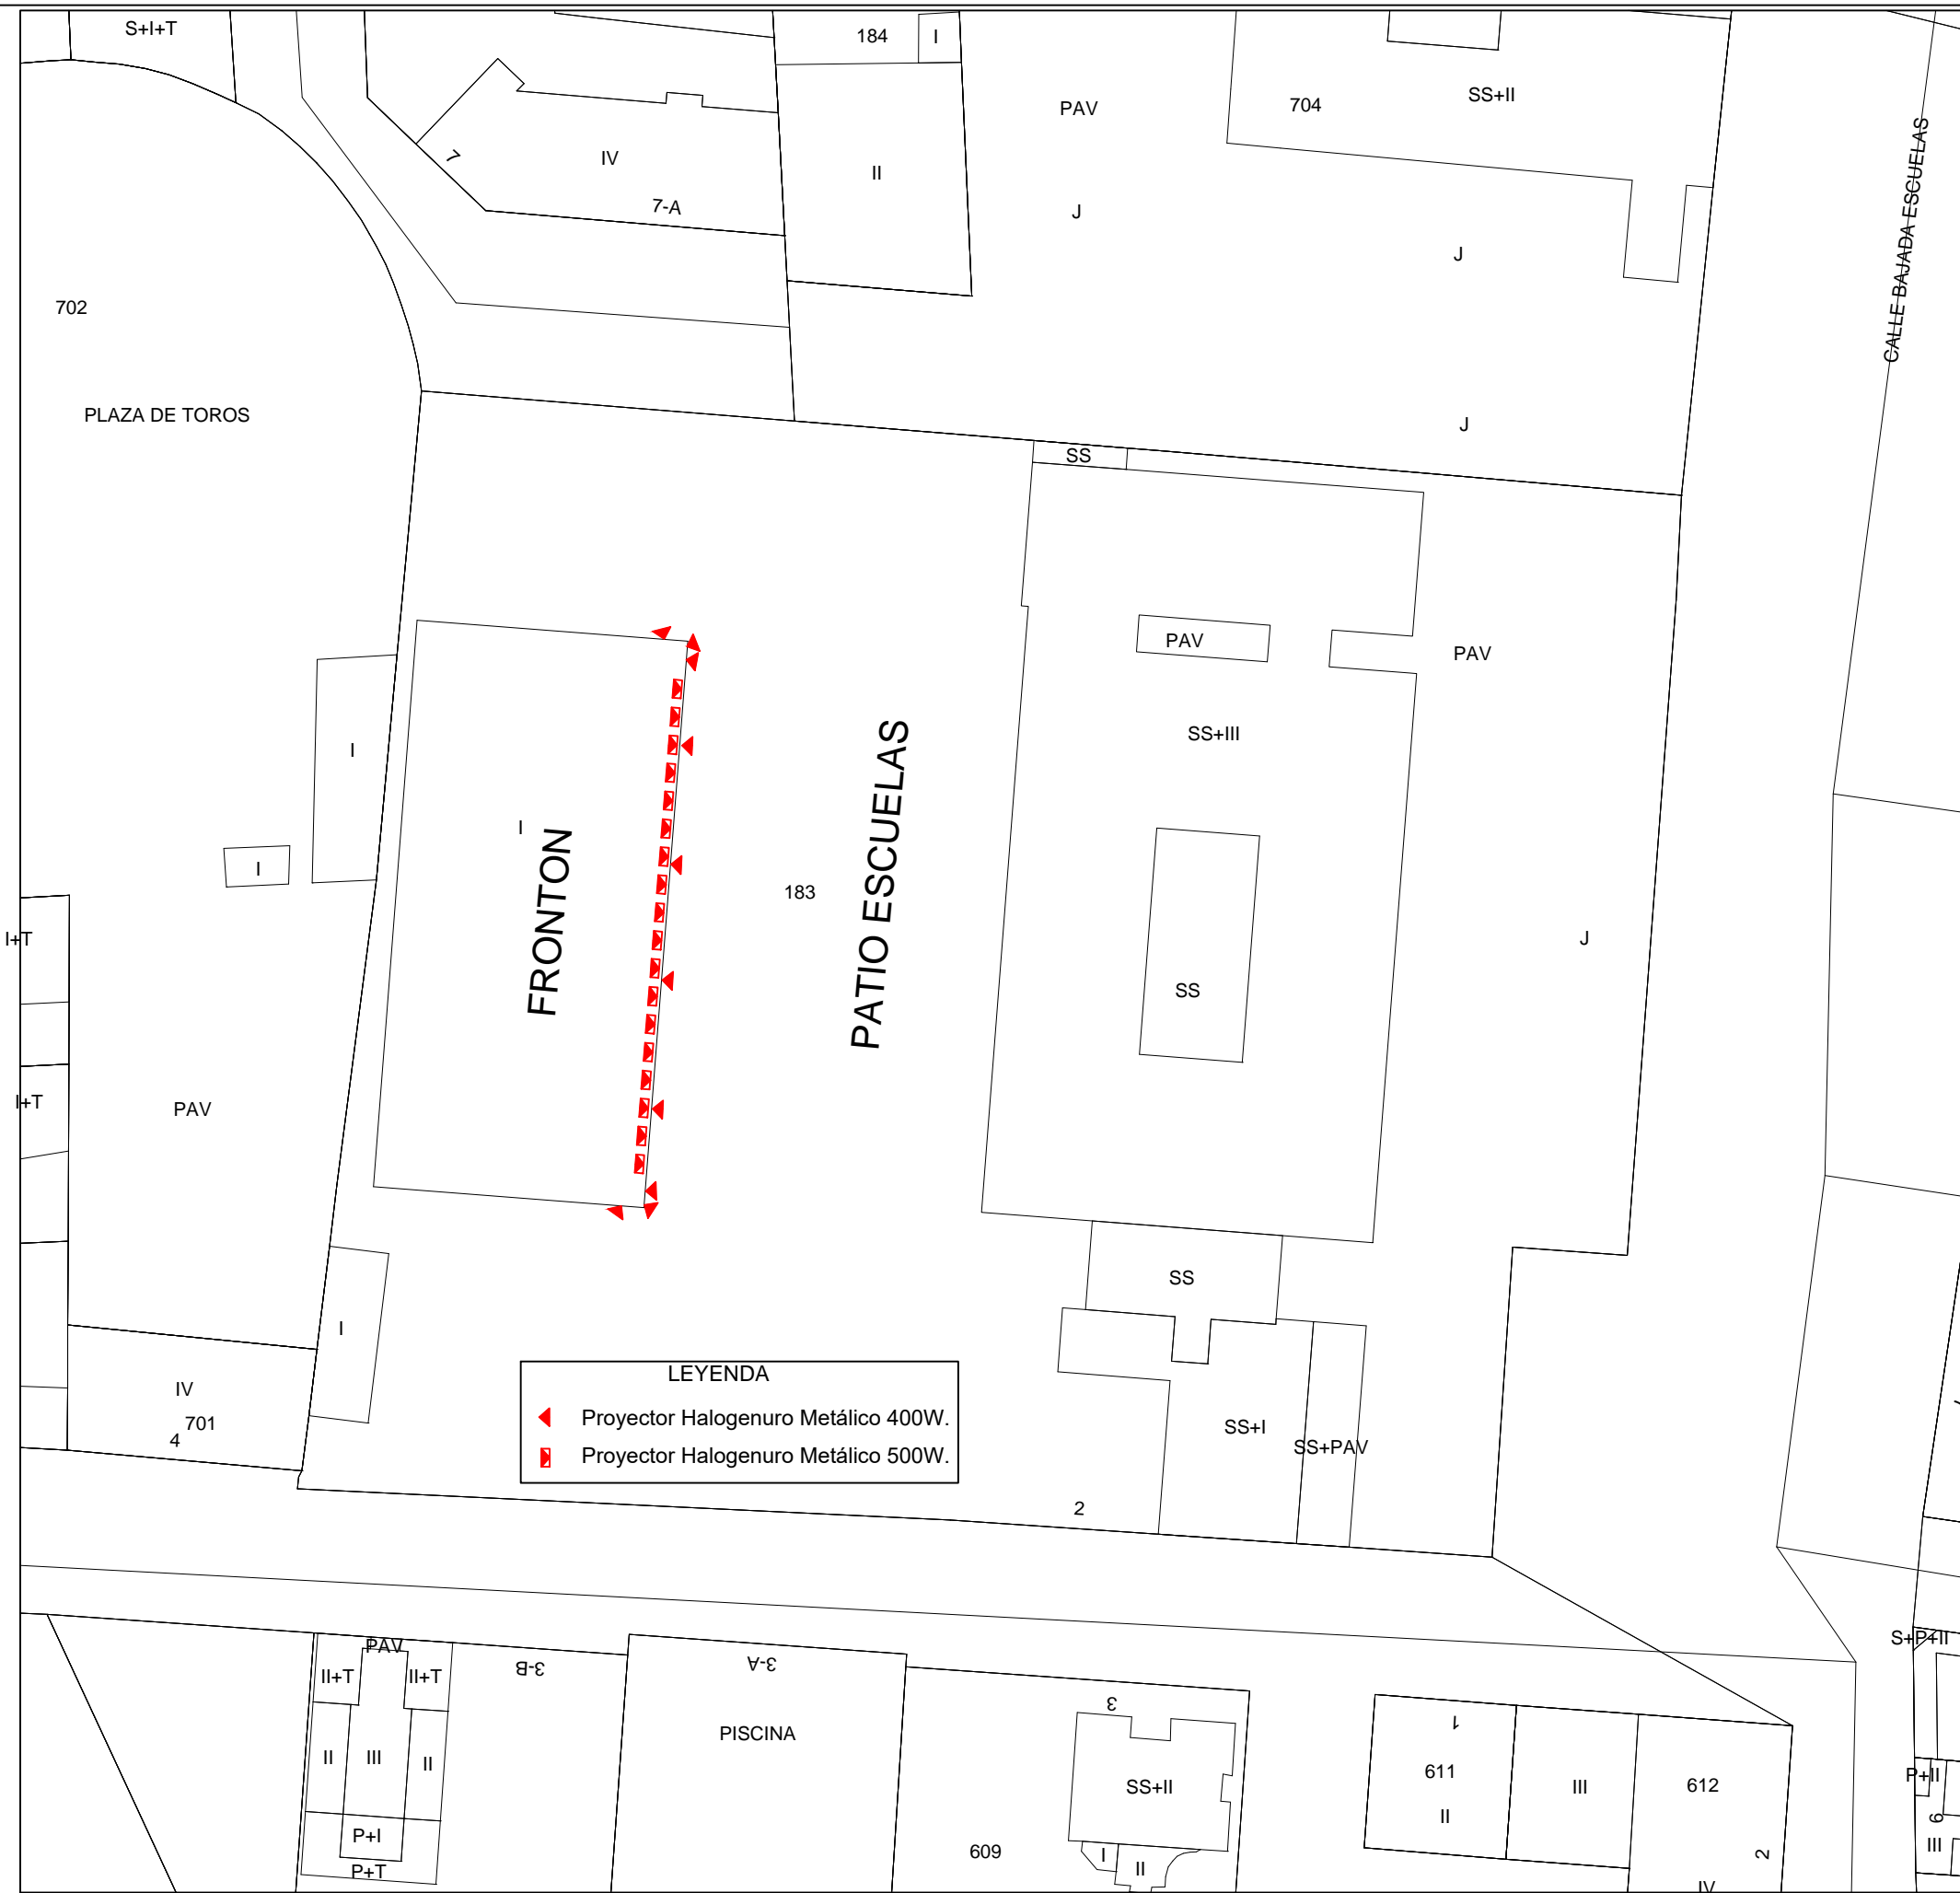 S+I+T
184
I
PAV
704
SS+II
7
IV
7-A
II
J
J
CALLE BAJADA ESCUELAS
702
PLAZA DE TOROS
J
SS
PAV
PAV
SS+III
I
I
FRONTON
I
183
PATIO ESCUELAS
I+T
J
SS
I+T
PAV
SS
I
LEYENDA
Proyector Halogenuro Metálico 400W.
Proyector Halogenuro Metálico 500W.
IV
701
4
SS+I
SS+PAV
2
PAV
II+T
II+T
3-B
3-A
S+P+II
3
1
PISCINA
II
III
II
SS+II
611
III
612
P+II
II
P+I
P+T
609
I
II
2
IV
9
III